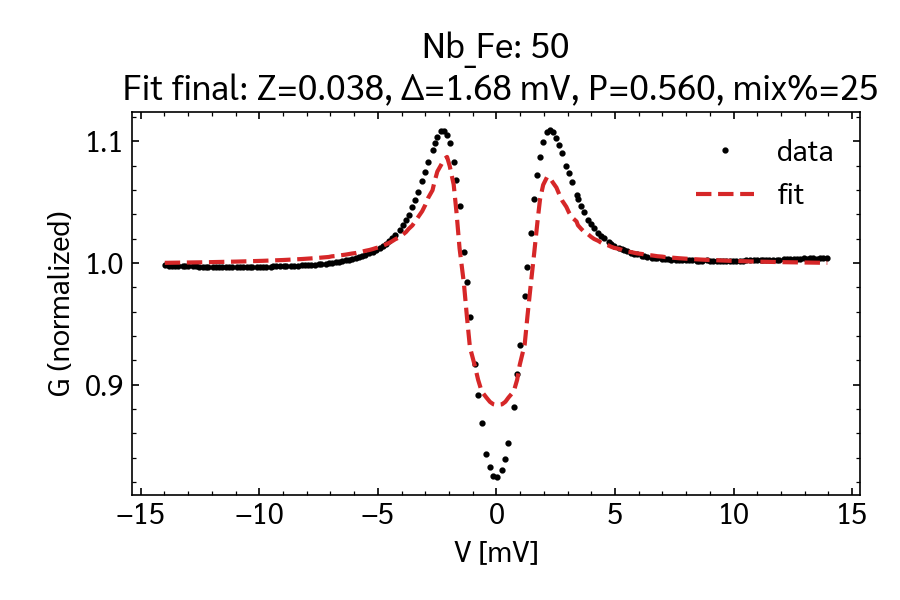 Nb_Fe: 50
Fit final: Z=0.038, Δ=1.68 mV, P=0.560, mix%=25
1.1
1.0
0.9
G (normalized)
data
fit
−15 −10 −5 0 5 10 15
V [mV]